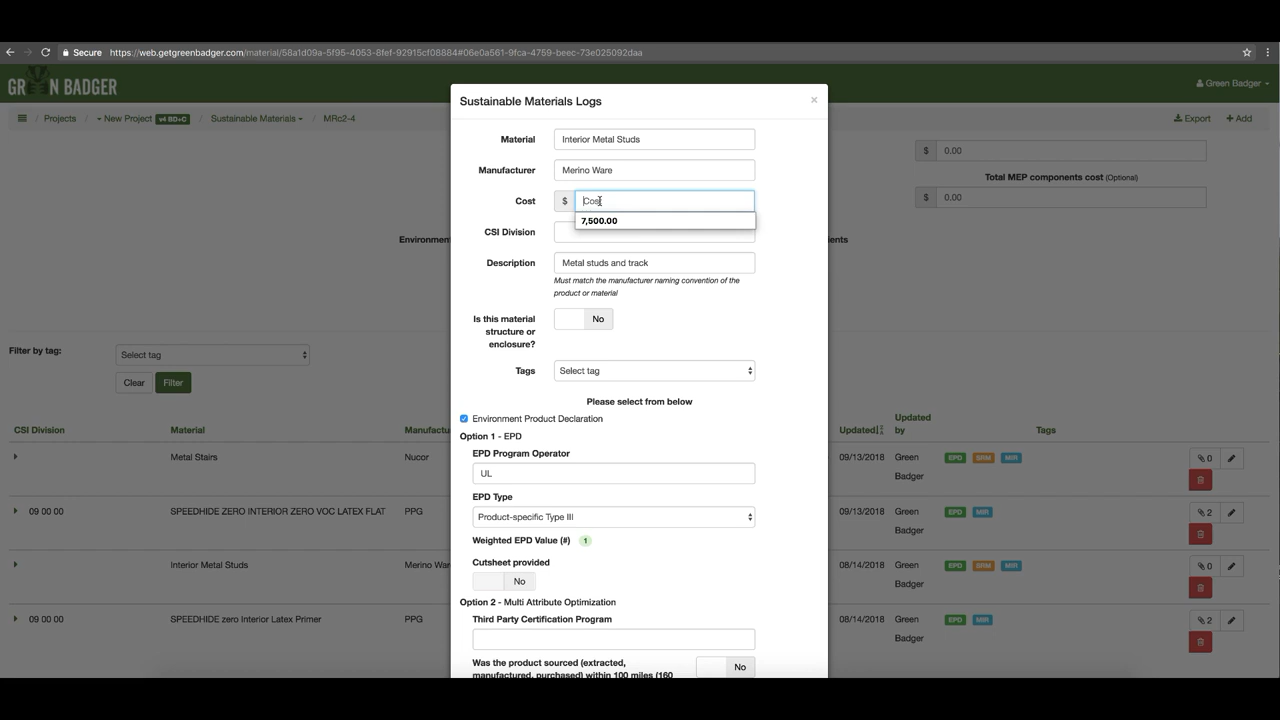 Secure https://web.getgreenbadger.com/material/58a1d09a-5f95-4053-8fef-92915cf08884#06e0a561-9fca-4759-beec-73e025092daa
GREEN BADGER
Green Badger
Projects New Project v4 BD+C Sustainable Materials MRc2-4
Export + Add
$ 0.00
Total MEP components cost (Optional)
$ 0.00
Environm
ients
Filter by tag: Select tag
Clear Filter
Sustainable Materials Logs ×
Material Interior Metal Studs
Manufacturer Merino Ware
Cost $ Cost
7,500.00
CSI Division
Description Metal studs and track
Must match the manufacturer naming convention of the
product or material
Is this material
structure or
enclosure?
No
Tags Select tag
Please select from below
Environment Product Declaration
Option 1 - EPD
EPD Program Operator
UL
EPD Type
Product-specific Type III
Weighted EPD Value (#) 1
Cutsheet provided
No
Option 2 - Multi Attribute Optimization
Third Party Certification Program
Was the product sourced (extracted,
manufactured, purchased) within 100 miles (160
No
CSI Division Material Manufactu Updated Updated by Tags
Metal Stairs Nucor 09/13/2018 Green Badger EPD SRM MIR 0
09 00 00 SPEEDHIDE ZERO INTERIOR ZERO VOC LATEX FLAT PPG 09/13/2018 Green Badger EPD MIR 2
Interior Metal Studs Merino War 08/14/2018 Green Badger EPD SRM MIR 0
09 00 00 SPEEDHIDE zero Interior Latex Primer PPG 08/14/2018 Green Badger EPD MIR 2